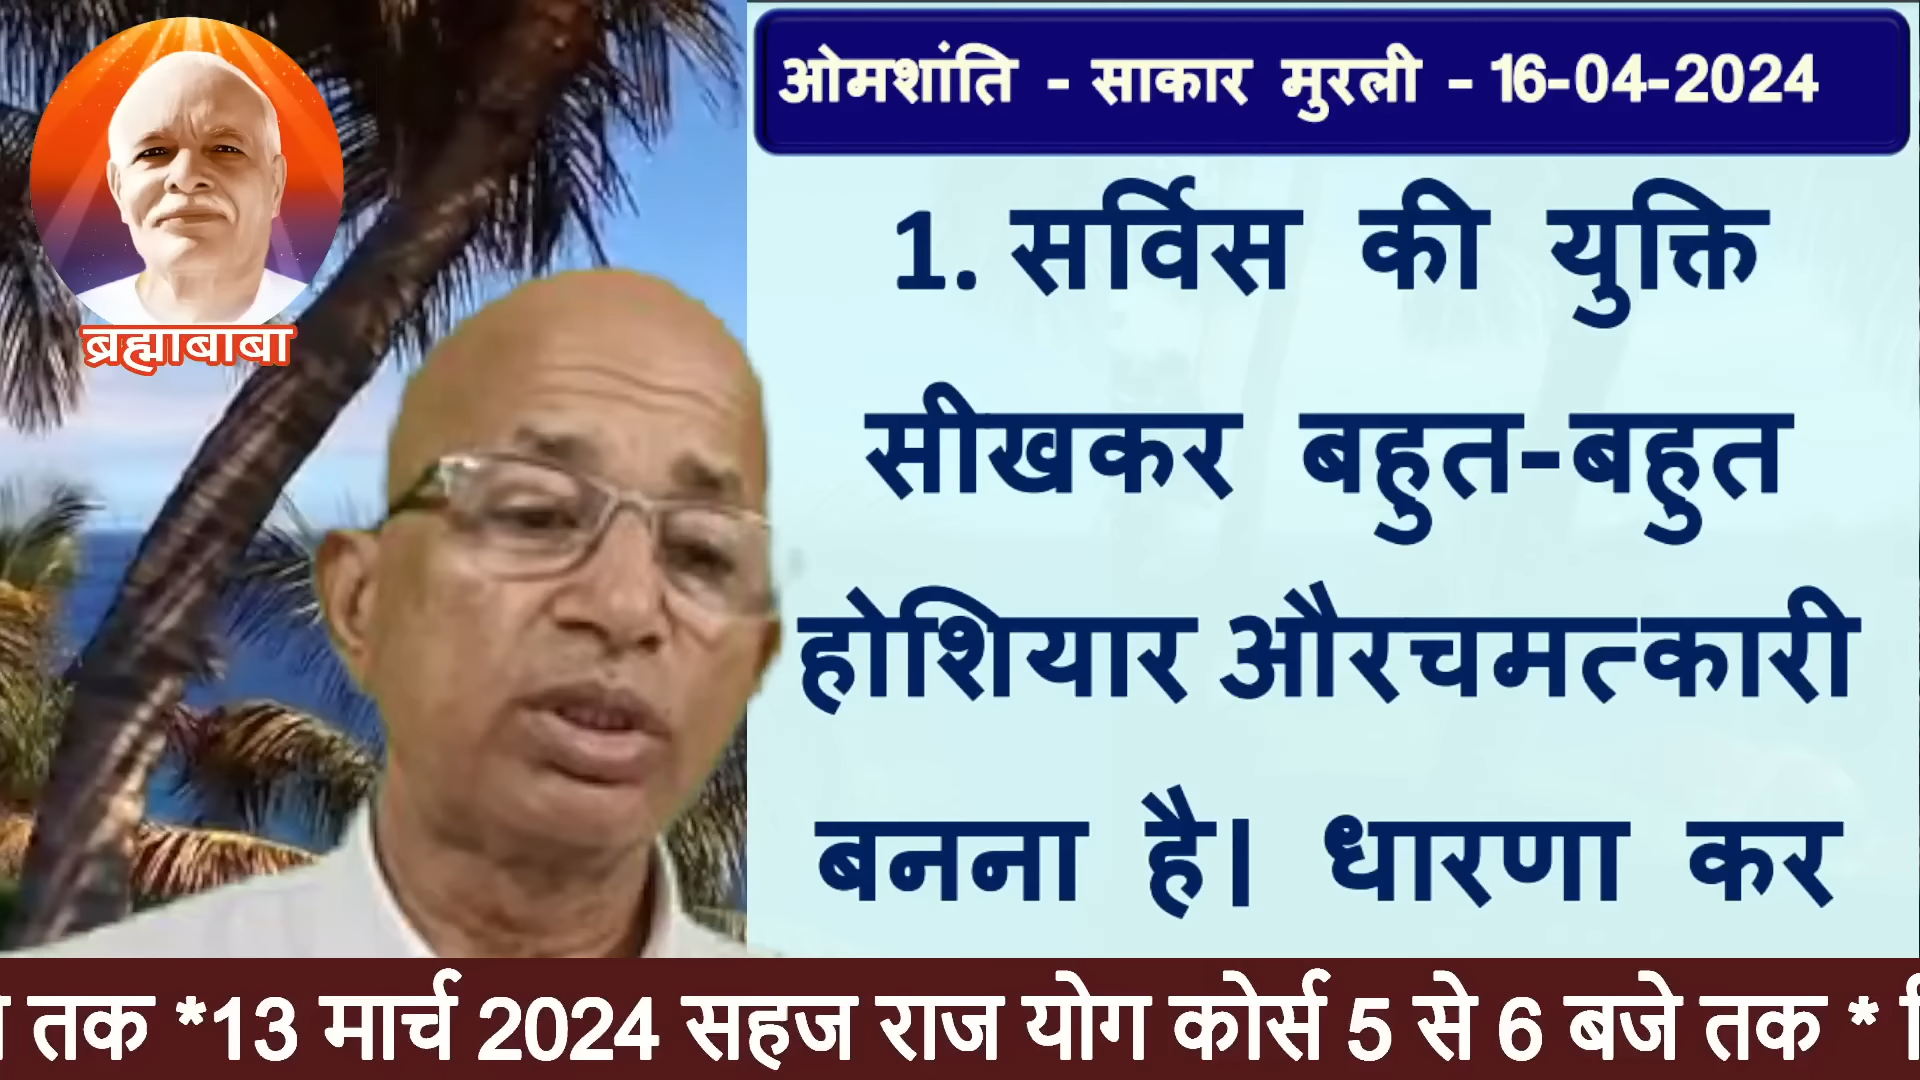 ब्रह्माबाबा
ओमशांति - साकार मुरली - 16-04-2024
1. सर्विस की युक्ति
सीखकर बहुत-बहुत
होशियार औरचमत्कारी
बनना है। धारणा कर
तक *13 मार्च 2024 सहज राज योग कोर्स 5 से 6 बजे तक *